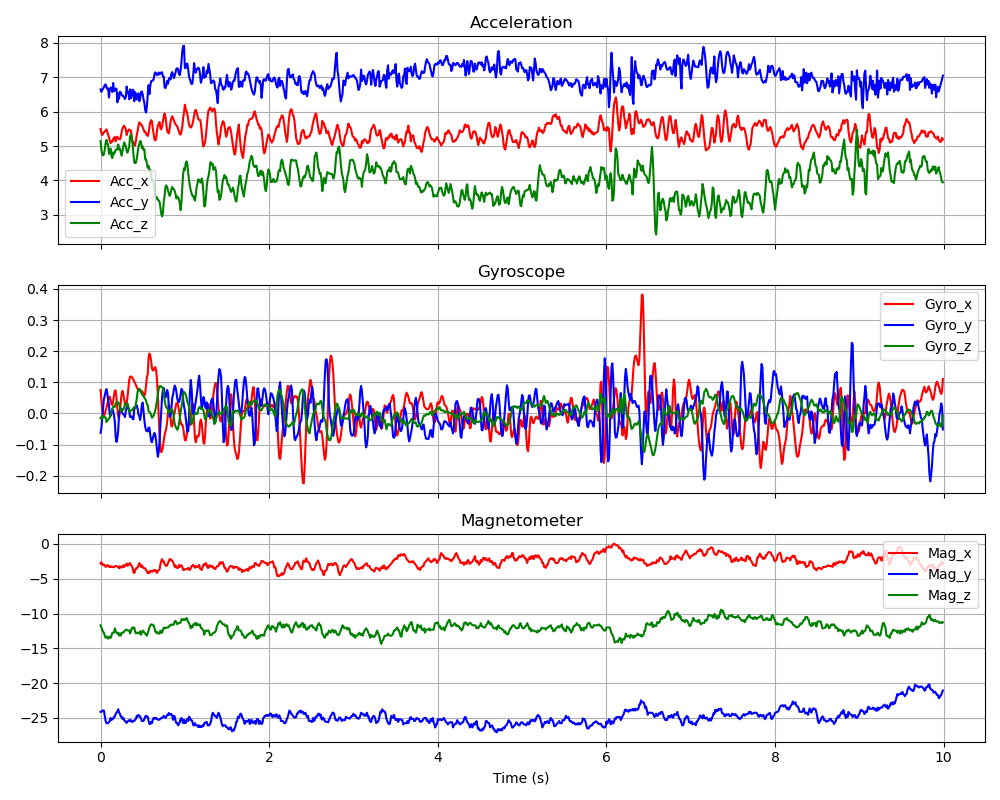 Acceleration
8
7
6
5
4
3
Acc_x
Acc_y
Acc_z
Gyroscope
0.4
0.3
0.2
0.1
0.0
−0.1
−0.2
Gyro_x
Gyro_y
Gyro_z
Magnetometer
0
−5
−10
−15
−20
−25
Mag_x
Mag_y
Mag_z
0 2 4 6 8 10
Time (s)